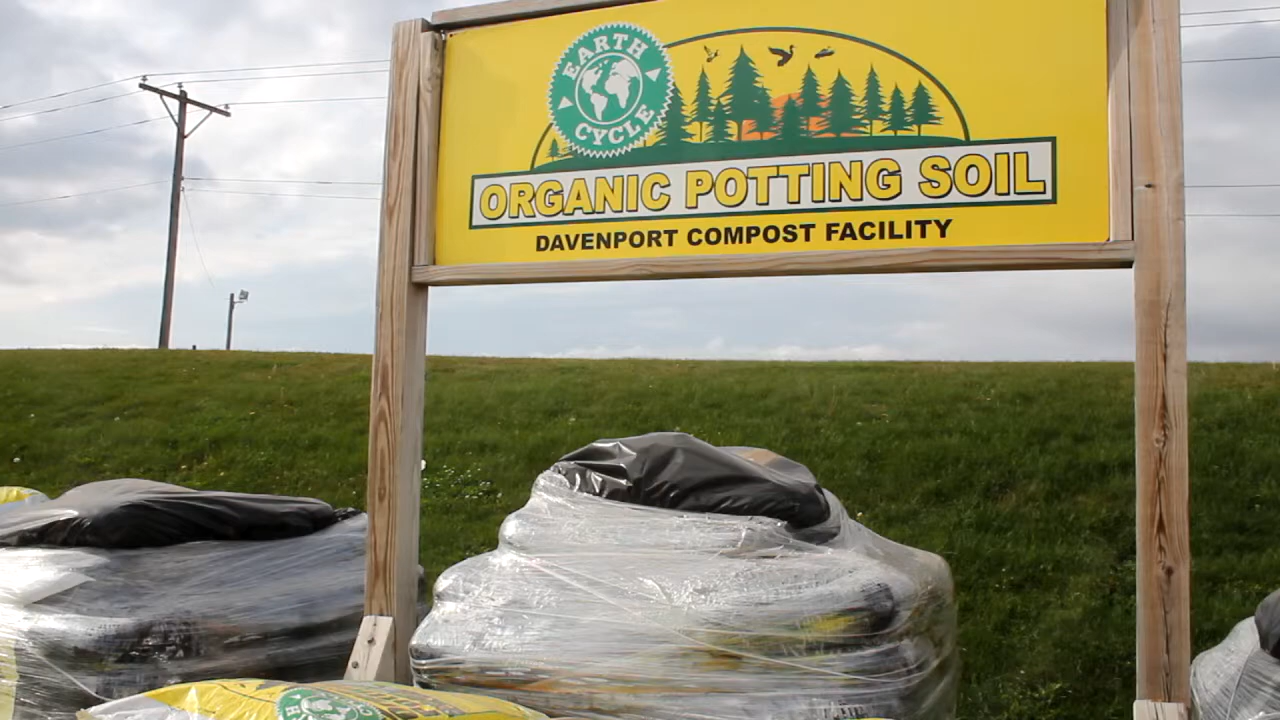 EARTH
CYCLE
ORGANIC POTTING SOIL
DAVENPORT COMPOST FACILITY